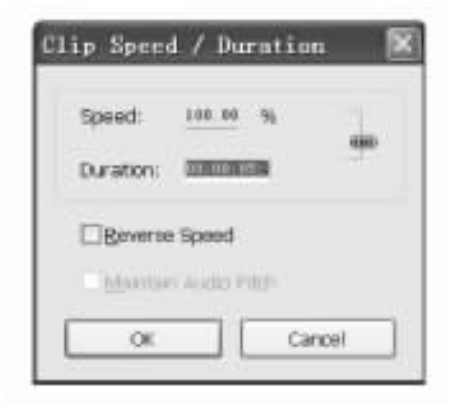 Clip Speed / Duration
Speed: 100.00 %
Duration:
Reverse Speed
Maintain Audio Pitch
OK
Cancel